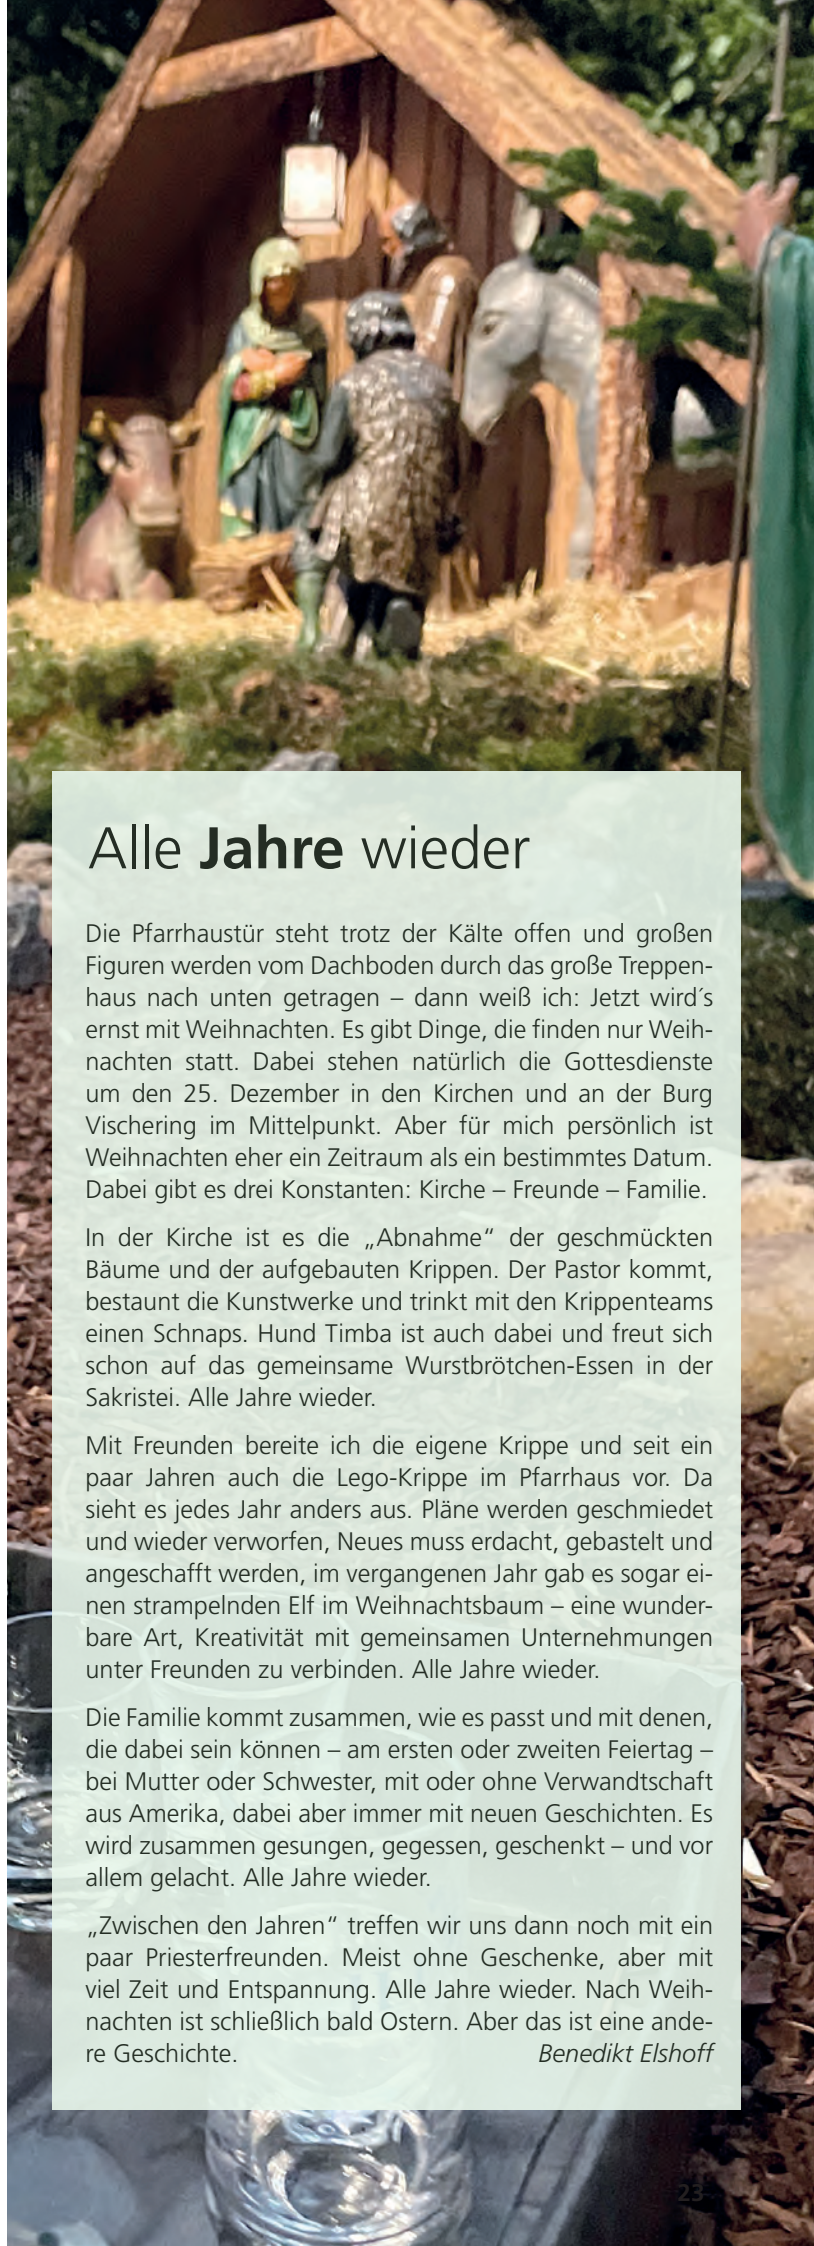 Alle Jahre wieder
Die Pfarrhaustür steht trotz der Kälte offen und großen
Figuren werden vom Dachboden durch das große Treppen-
haus nach unten getragen – dann weiß ich: Jetzt wird´s
ernst mit Weihnachten. Es gibt Dinge, die finden nur Weih-
nachten statt. Dabei stehen natürlich die Gottesdienste
um den 25. Dezember in den Kirchen und an der Burg
Vischering im Mittelpunkt. Aber für mich persönlich ist
Weihnachten eher ein Zeitraum als ein bestimmtes Datum.
Dabei gibt es drei Konstanten: Kirche – Freunde – Familie.
In der Kirche ist es die „Abnahme“ der geschmückten
Bäume und der aufgebauten Krippen. Der Pastor kommt,
bestaunt die Kunstwerke und trinkt mit den Krippenteams
einen Schnaps. Hund Timba ist auch dabei und freut sich
schon auf das gemeinsame Wurstbrötchen-Essen in der
Sakristei. Alle Jahre wieder.
Mit Freunden bereite ich die eigene Krippe und seit ein
paar Jahren auch die Lego-Krippe im Pfarrhaus vor. Da
sieht es jedes Jahr anders aus. Pläne werden geschmiedet
und wieder verworfen, Neues muss erdacht, gebastelt und
angeschafft werden, im vergangenen Jahr gab es sogar ei-
nen strampelnden Elf im Weihnachtsbaum – eine wunder-
bare Art, Kreativität mit gemeinsamen Unternehmungen
unter Freunden zu verbinden. Alle Jahre wieder.
Die Familie kommt zusammen, wie es passt und mit denen,
die dabei sein können – am ersten oder zweiten Feiertag –
bei Mutter oder Schwester, mit oder ohne Verwandtschaft
aus Amerika, dabei aber immer mit neuen Geschichten. Es
wird zusammen gesungen, gegessen, geschenkt – und vor
allem gelacht. Alle Jahre wieder.
„Zwischen den Jahren“ treffen wir uns dann noch mit ein
paar Priesterfreunden. Meist ohne Geschenke, aber mit
viel Zeit und Entspannung. Alle Jahre wieder. Nach Weih-
nachten ist schließlich bald Ostern. Aber das ist eine ande-
re Geschichte. Benedikt Elshoff
23